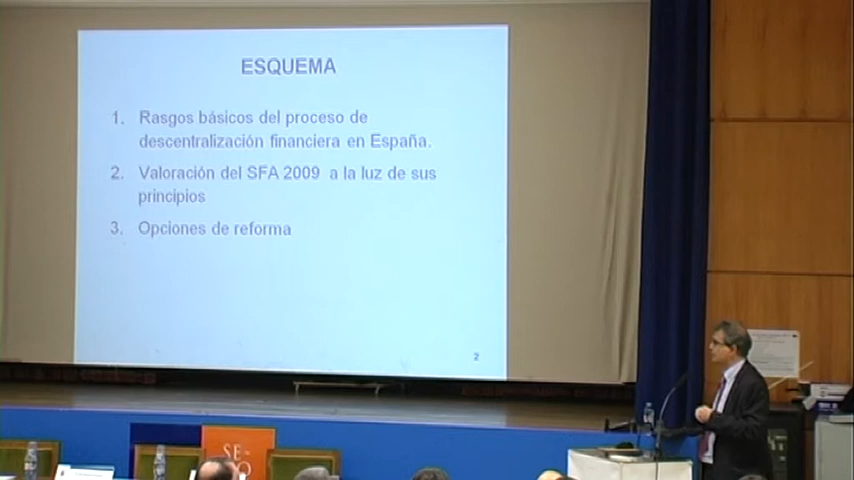 ESQUEMA
1. Rasgos básicos del proceso de
descentralización financiera en España.
2. Valoración del SFA 2009 a la luz de sus
principios
3. Opciones de reforma
2
SE